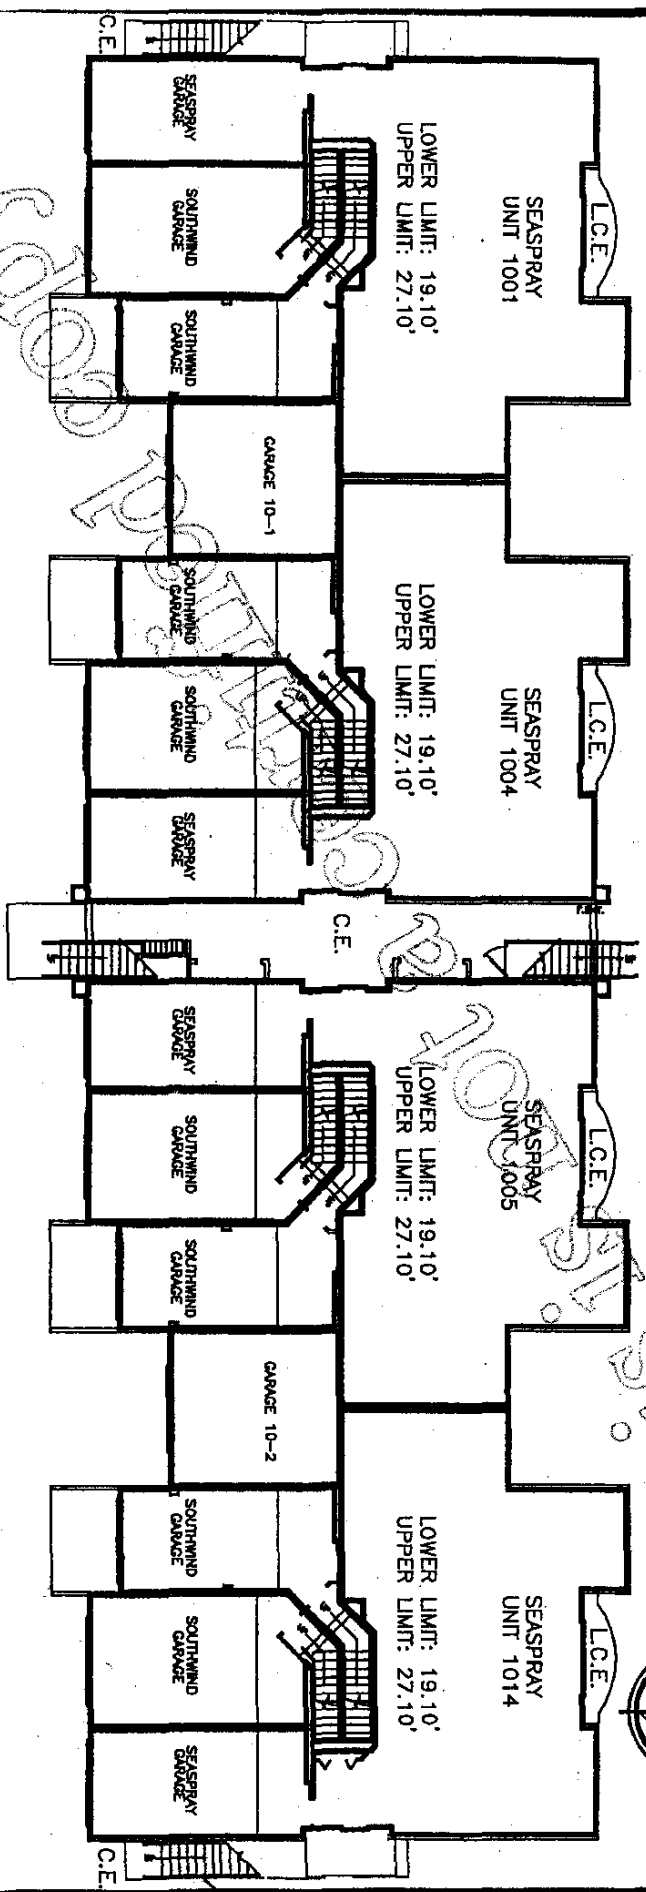 C.E.
SEASPRAY
GARAGE
SOUTHWIND
GARAGE
SOUTHWIND
GARAGE
GARAGE 10-1
SOUTHWIND
GARAGE
SOUTHWIND
GARAGE
SEASPRAY
GARAGE
SEASPRAY
GARAGE
SOUTHWIND
GARAGE
SOUTHWIND
GARAGE
GARAGE 10-2
SOUTHWIND
GARAGE
SOUTHWIND
GARAGE
SEASPRAY
GARAGE
C.E.
L.C.E.
SEASPRAY
UNIT 1001
LOWER LIMIT: 19.10'
UPPER LIMIT: 27.10'
L.C.E.
SEASPRAY
UNIT 1004
LOWER LIMIT: 19.10'
UPPER LIMIT: 27.10'
C.E.
L.C.E.
SEASPRAY
UNIT 1005
LOWER LIMIT: 19.10'
UPPER LIMIT: 27.10'
L.C.E.
SEASPRAY
UNIT 1014
LOWER LIMIT: 19.10'
UPPER LIMIT: 27.10'
not a certified copy